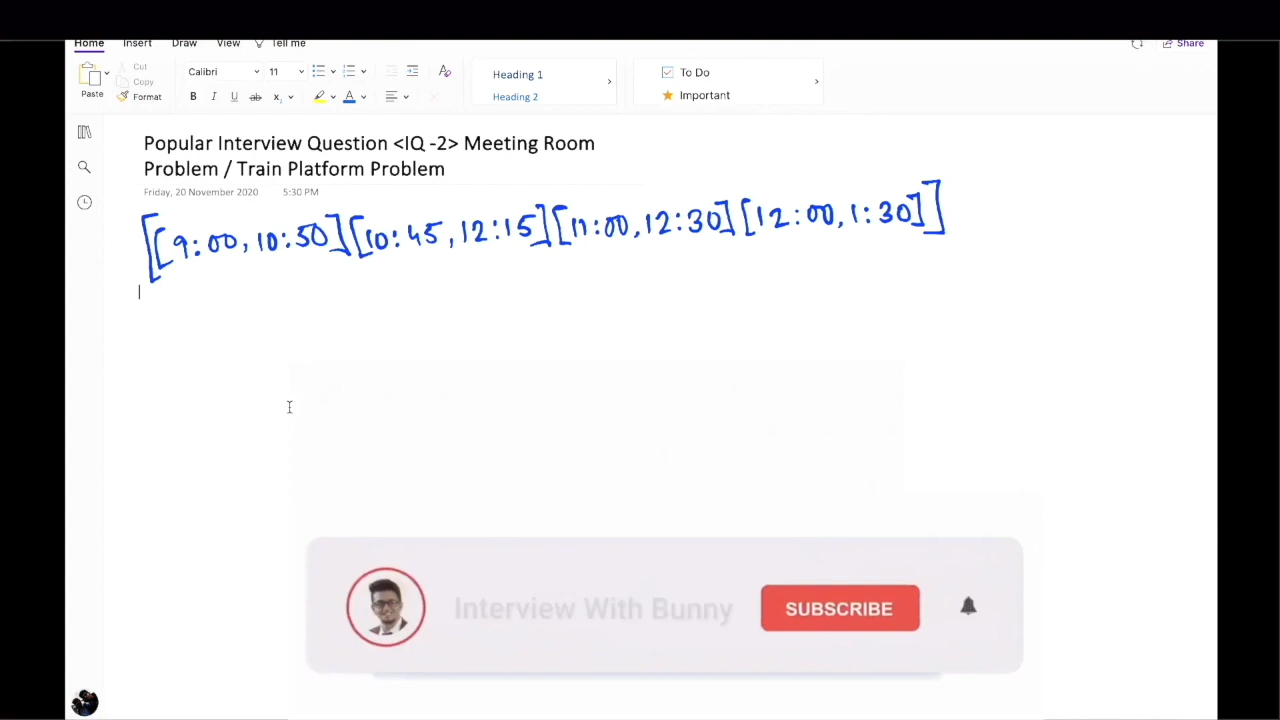 Home Insert Draw View Tell me Share
Paste Cut Copy Format
Calibri 11
B I U ab x A
Heading 1
Heading 2
To Do
Important
Popular Interview Question <IQ -2> Meeting Room
Problem / Train Platform Problem
Friday, 20 November 2020 5:30 PM
[[9:00, 10:50][10:45, 12:15][11:00, 12:30][12:00, 1:30]]
Interview With Bunny
SUBSCRIBE